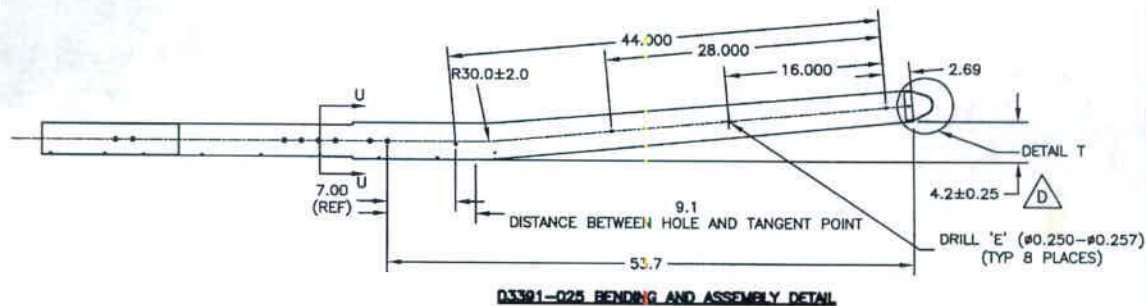 44.000
28.000
R30.0±2.0
16.000
2.69
U
DETAIL T
U
7.00
(REF)
4.2±0.25
D
9.1
DISTANCE BETWEEN HOLE AND TANGENT POINT
DRILL 'E' (ø0.250-ø0.257)
(TYP 8 PLACES)
53.7
D3391-025 BENDING AND ASSEMBLY DETAIL